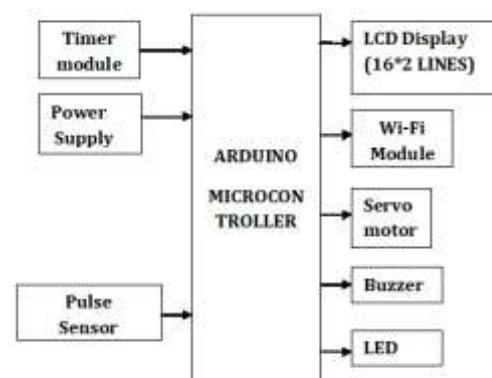 Timer
module
Power
Supply
Pulse
Sensor
ARDUINO
MICROCON
TROLLER
LCD Display
(16*2 LINES)
Wi-Fi
Module
Servo
motor
Buzzer
LED